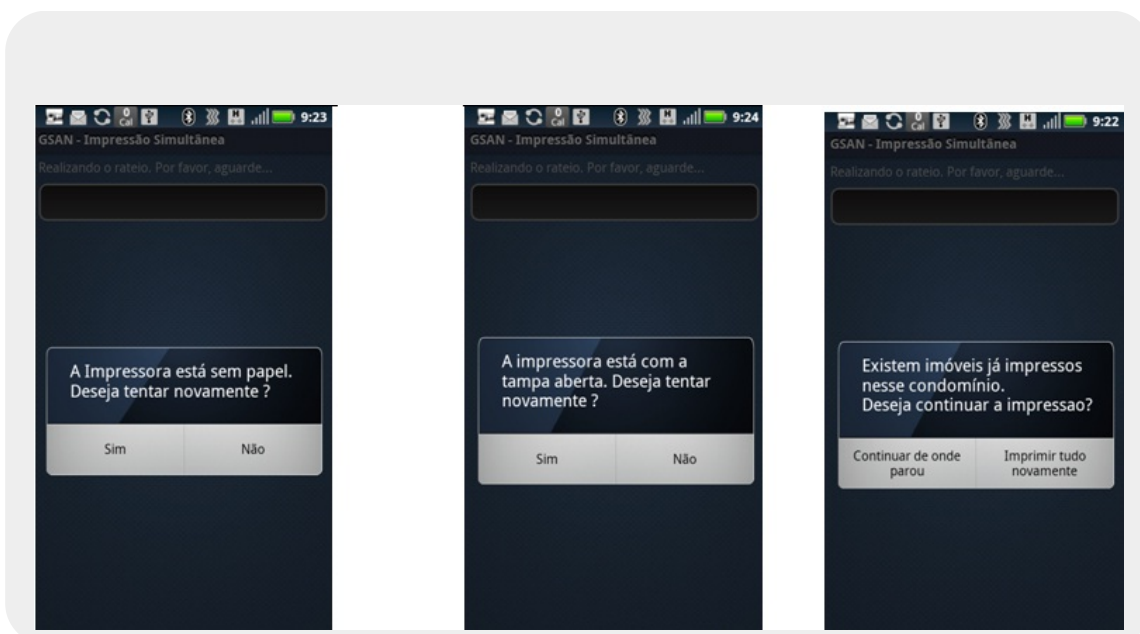 9:23
GSAN - Impressão Simultânea
Realizando o rateio. Por favor, aguarde...
A Impressora está sem papel.
Deseja tentar novamente ?
Sim
Não
9:24
GSAN - Impressão Simultânea
Realizando o rateio. Por favor, aguarde...
A impressora está com a
tampa aberta. Deseja tentar
novamente ?
Sim
Não
9:22
GSAN - Impressão Simultânea
Realizando o rateio. Por favor, aguarde...
Existem imóveis já impressos
nesse condomínio.
Deseja continuar a impressao?
Continuar de onde
parou
Imprimir tudo
novamente